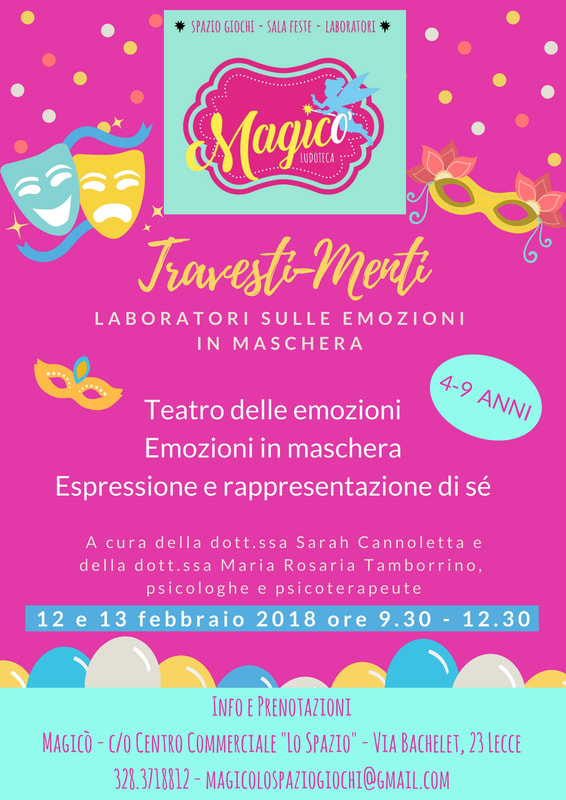 SPAZIO GIOCHI - SALA FESTE - LABORATORI
Magicò
LUDOTECA
Travesti-Menti
LABORATORI SULLE EMOZIONI
IN MASCHERA
4-9 ANNI
Teatro delle emozioni
Emozioni in maschera
Espressione e rappresentazione di sé
A cura della dott.ssa Sarah Cannoletta e
della dott.ssa Maria Rosaria Tamborrino,
psicologhe e psicoterapeute
12 e 13 febbraio 2018 ore 9.30 - 12.30
Info e Prenotazioni
Magicò - c/o Centro Commerciale "Lo Spazio" - Via Bachelet, 23 Lecce
328.3718812 - magicolospaziogiochi@gmail.com